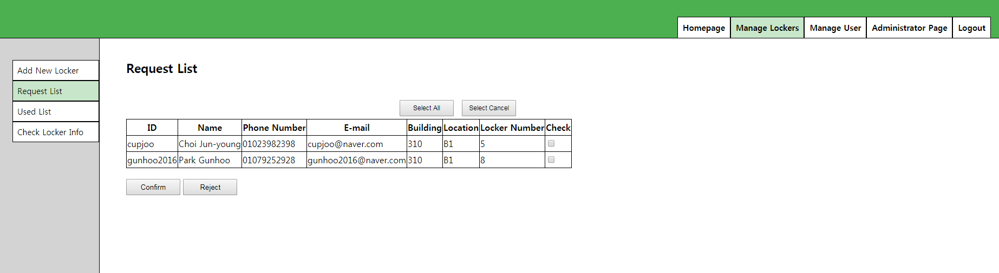 Homepage Manage Lockers Manage User Administrator Page Logout
Add New Locker
Request List
Used List
Check Locker Info
Request List
Select All Select Cancel
ID Name Phone Number E-mail Building Location Locker Number Check
cupjoo Choi Jun-young 01023982398 cupjoo@naver.com 310 B1 5
gunhoo2016 Park Gunhoo 01079252928 gunhoo2016@naver.com 310 B1 8
Confirm Reject